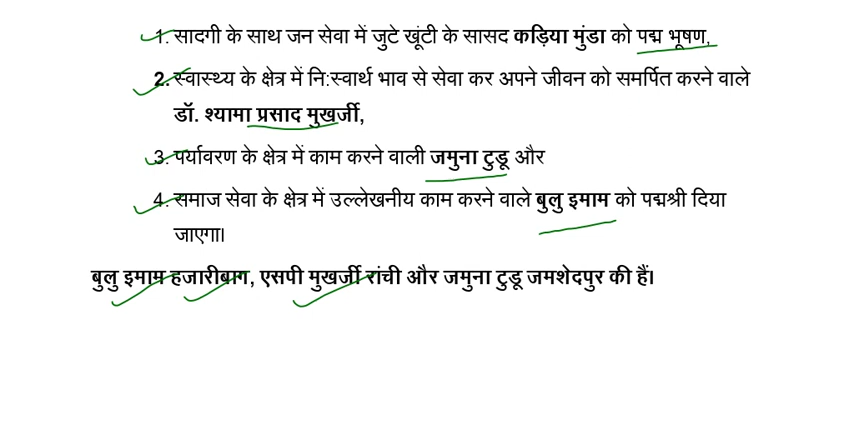 1. सादगी के साथ जन सेवा में जुटे खूंटी के सासद कड़िया मुंडा को पद्म भूषण,
2. स्वास्थ्य के क्षेत्र में नि:स्वार्थ भाव से सेवा कर अपने जीवन को समर्पित करने वाले
डॉ. श्यामा प्रसाद मुखर्जी,
3. पर्यावरण के क्षेत्र में काम करने वाली जमुना टुडू और
4. समाज सेवा के क्षेत्र में उल्लेखनीय काम करने वाले बुलु इमाम को पद्मश्री दिया
जाएगा।
बुलु इमाम हजारीबाग, एसपी मुखर्जी रांची और जमुना टुडू जमशेदपुर की हैं।